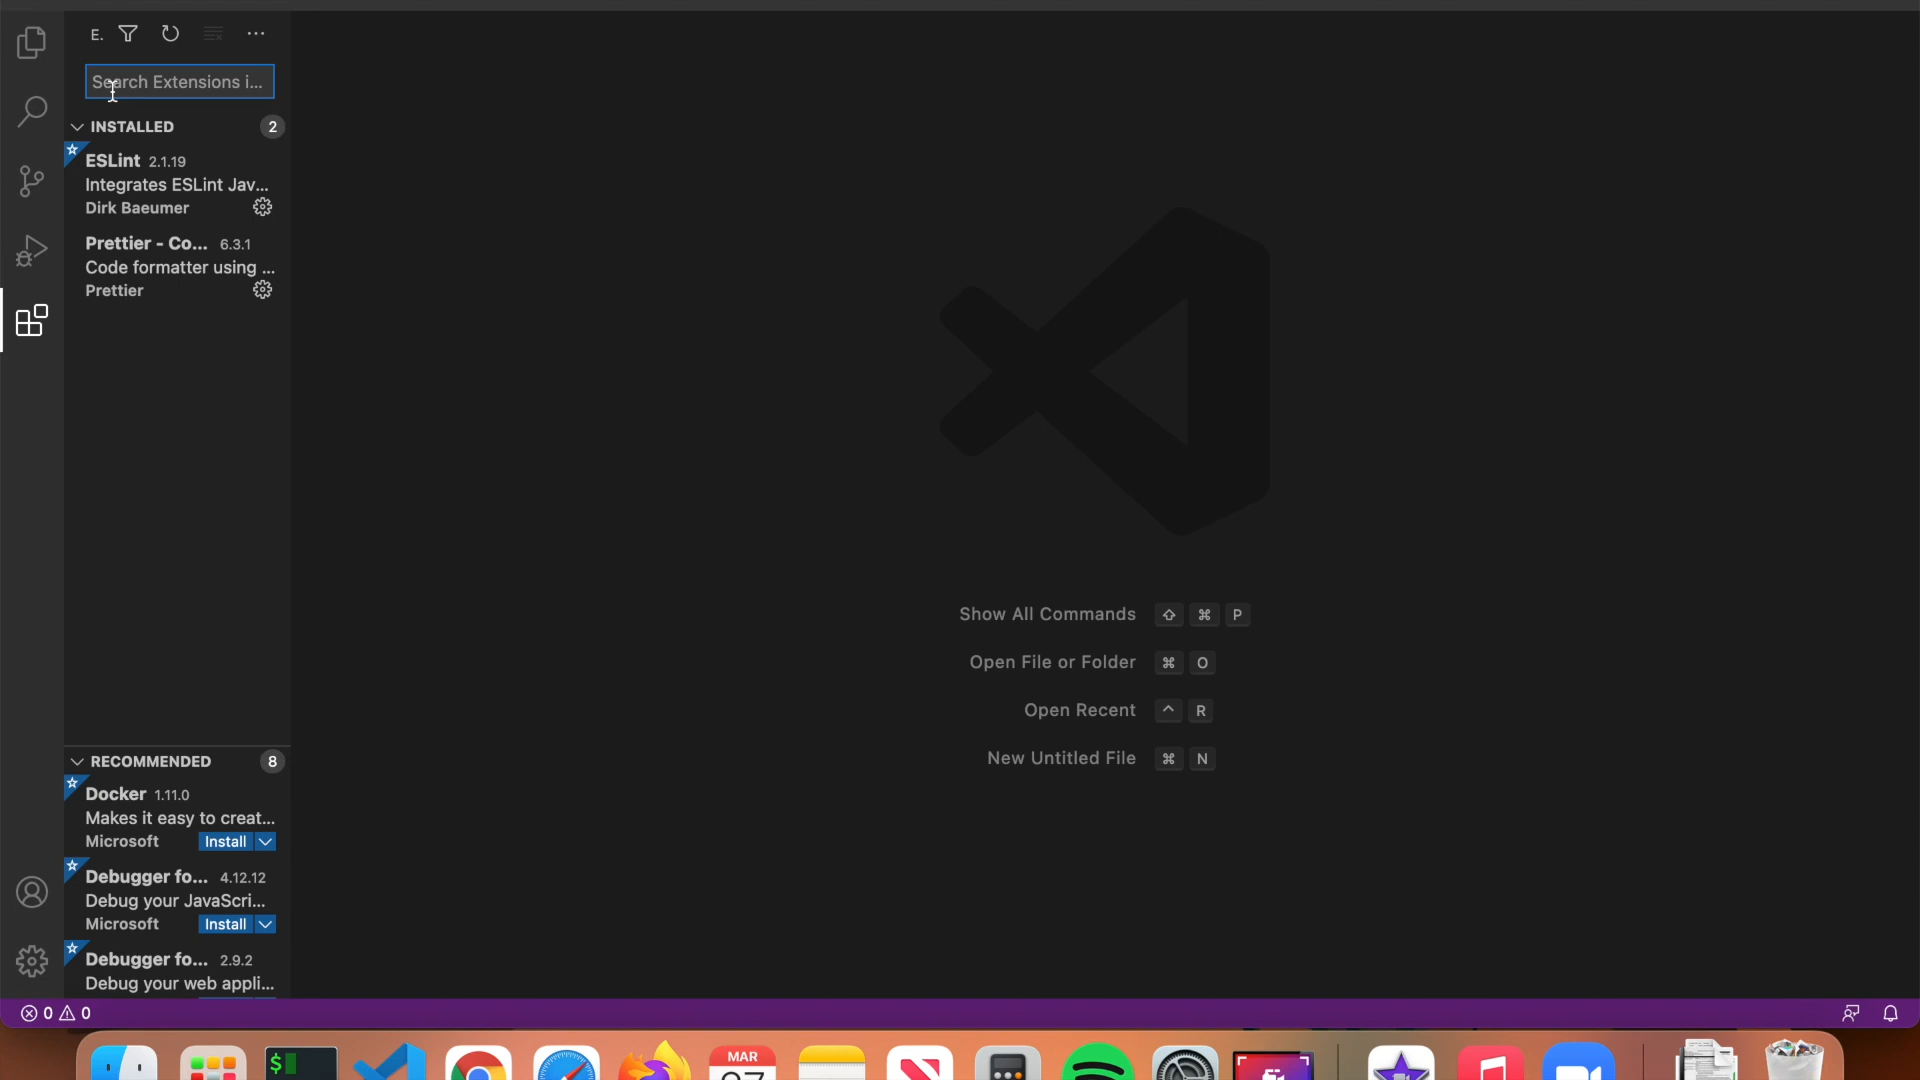 E.
Search Extensions i...
INSTALLED 2
ESLint 2.1.19
Integrates ESLint Jav...
Dirk Baeumer
Prettier - Co... 6.3.1
Code formatter using ...
Prettier
Show All Commands ⇧ ⌘ P
Open File or Folder ⌘ O
Open Recent ^ R
New Untitled File ⌘ N
RECOMMENDED 8
Docker 1.11.0
Makes it easy to creat...
Microsoft Install
Debugger fo... 4.12.12
Debug your JavaScri...
Microsoft Install
Debugger fo... 2.9.2
Debug your web appli...
0 0
$
MAR